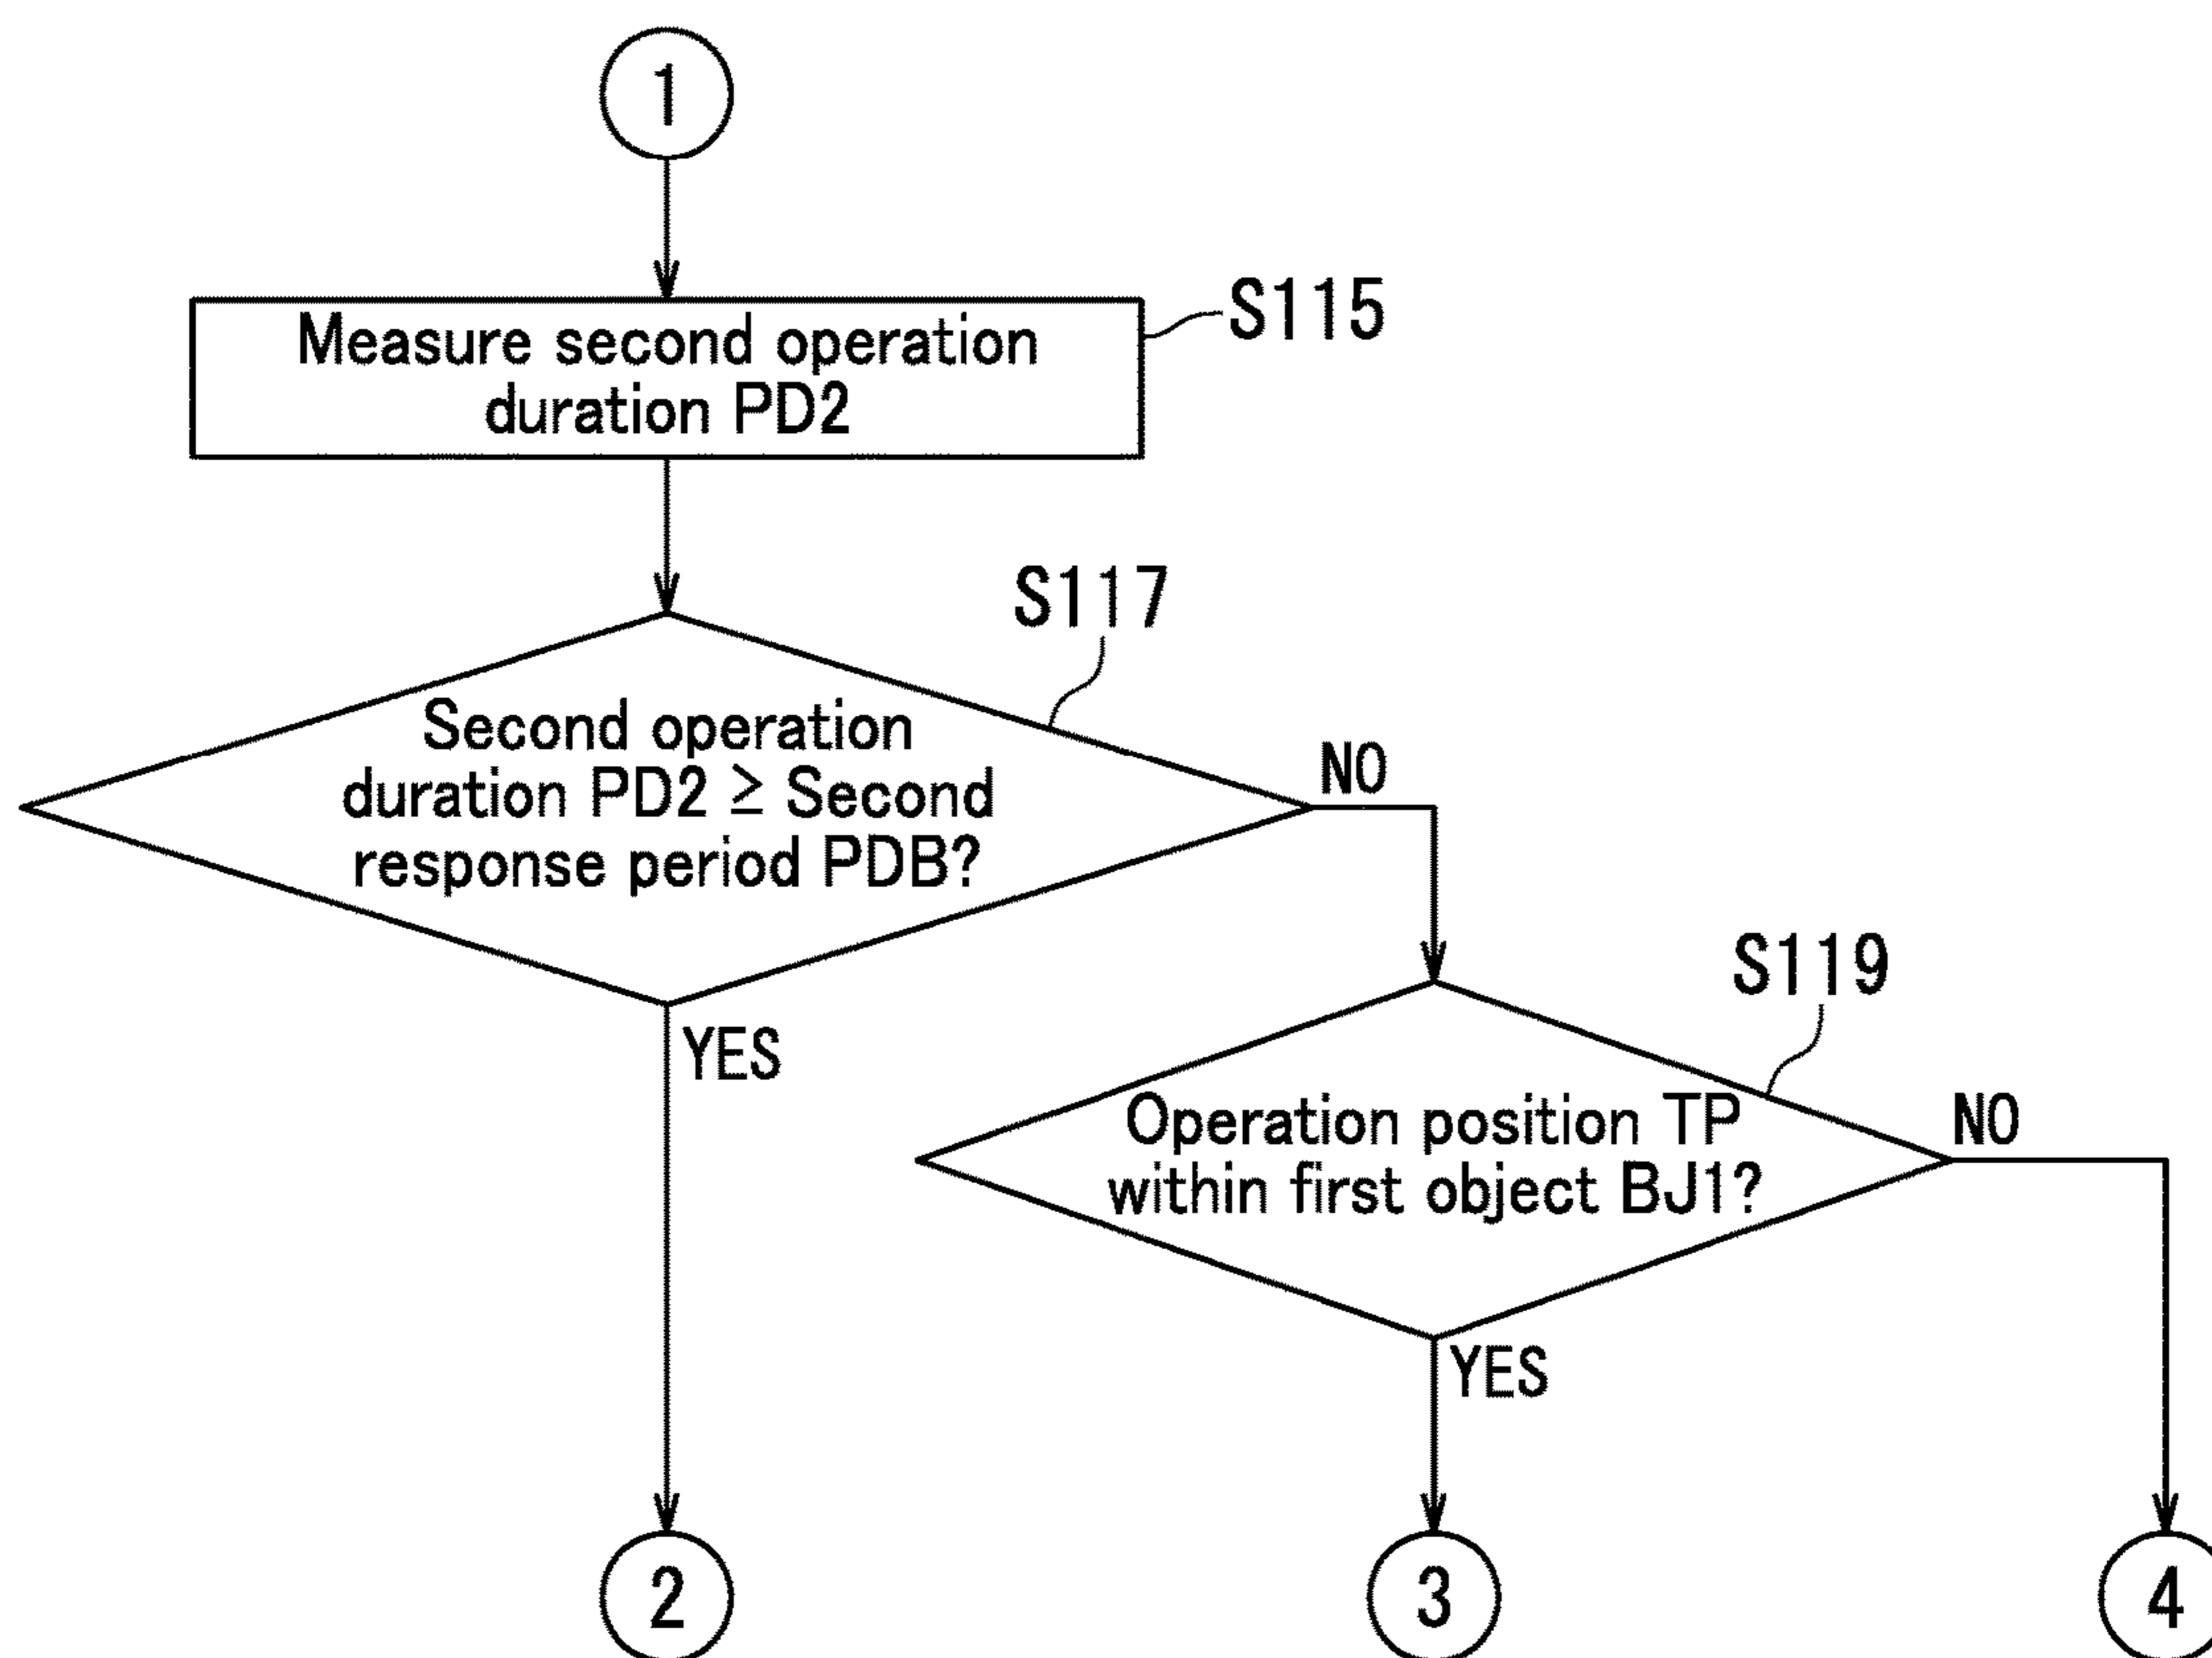 1
S115
Measure second operation
duration PD2
S117
Second operation
duration PD2 ≥ Second
response period PDB?
NO
YES
S119
Operation position TP
within first object BJ1?
NO
YES
2
3
4